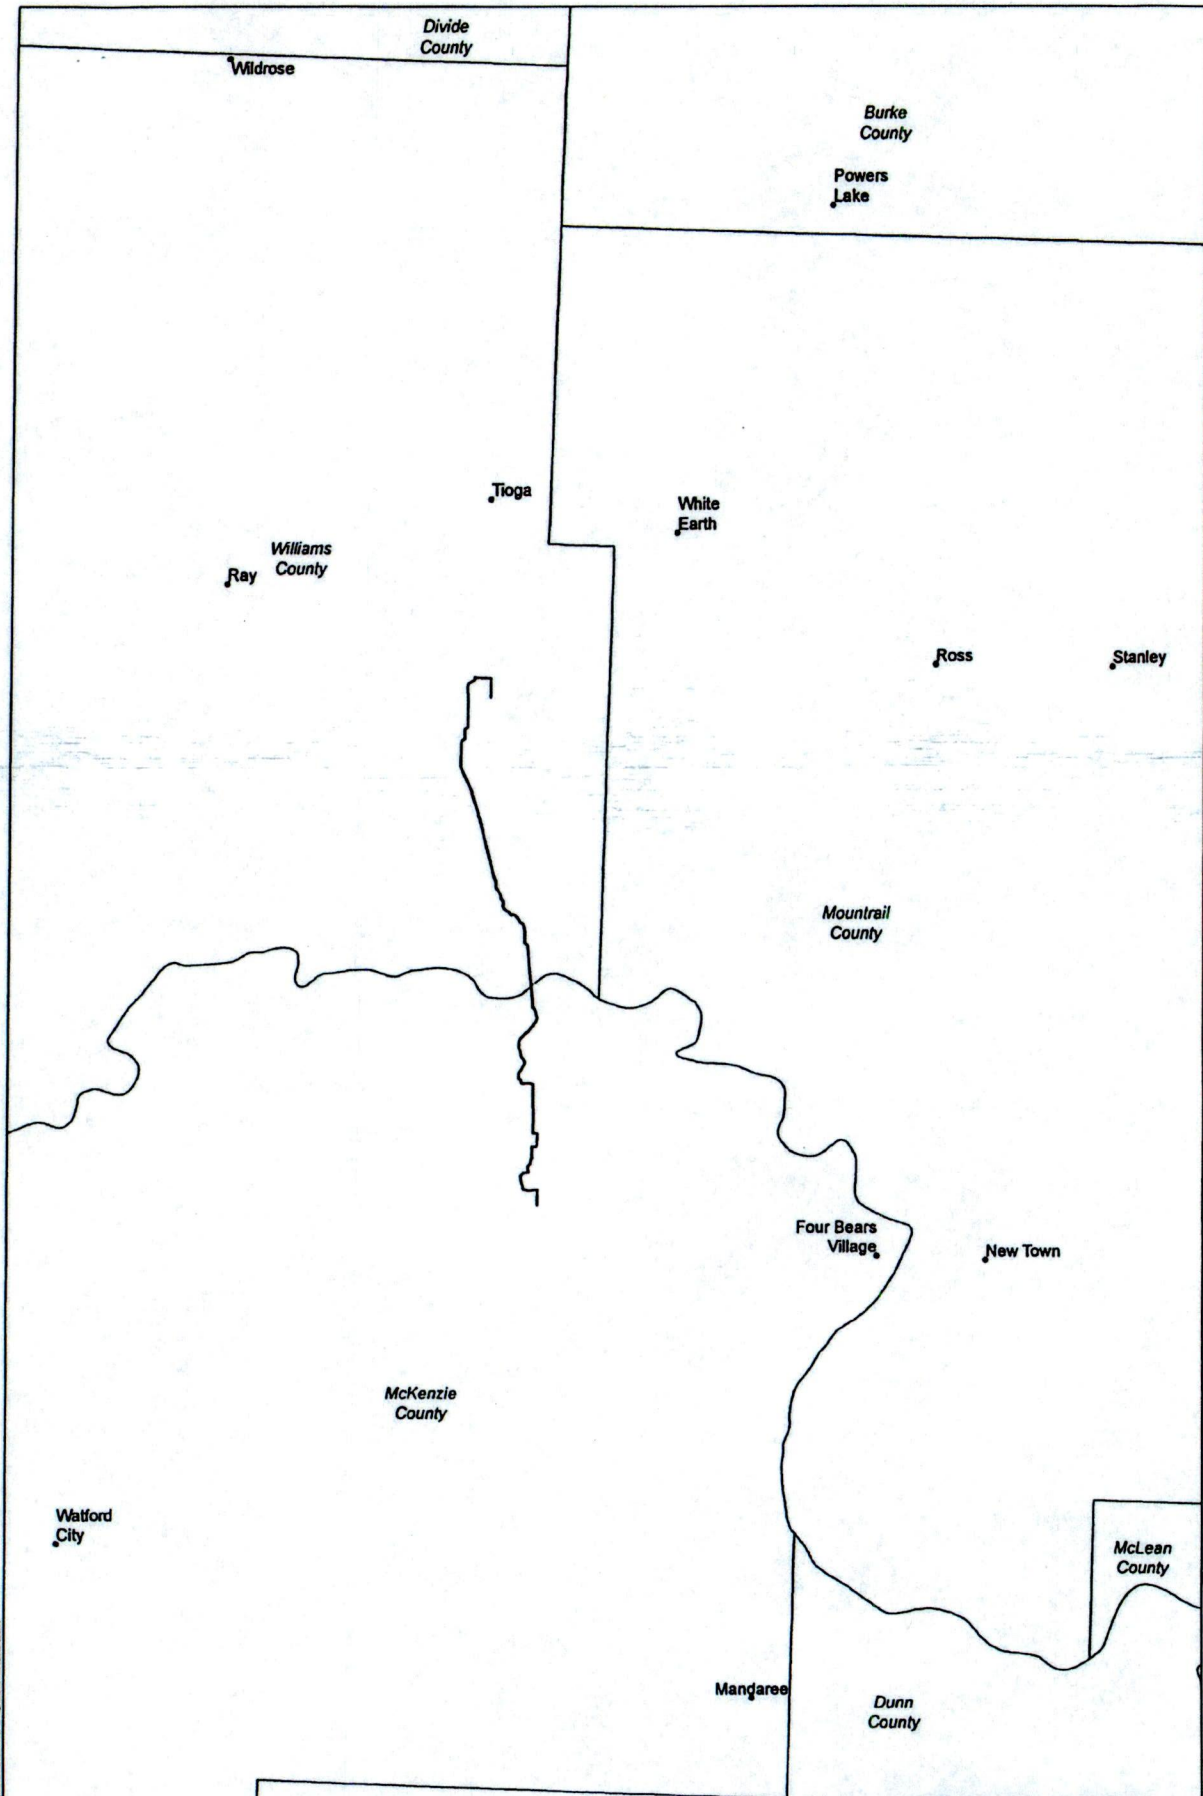 Divide
County
Wildrose
Burke
County
Powers
Lake
Tioga
White
Earth
Williams
County
Ray
Ross
Stanley
Mountrail
County
Four Bears
Village
New Town
McKenzie
County
Watford
City
McLean
County
Mandaree
Dunn
County